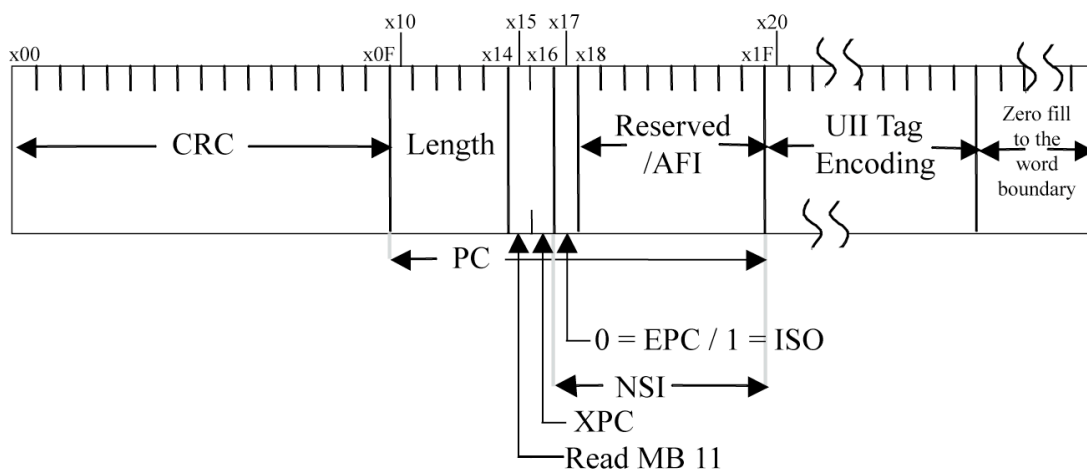 x10
x15
x17
x20
x00
x0F
x14
x16
x18
x1F
CRC
Length
Reserved
/AFI
UII Tag
Encoding
Zero fill
to the
word
boundary
PC
0 = EPC / 1 = ISO
NSI
XPC
Read MB 11